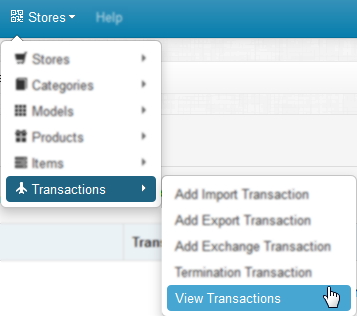 Stores
Help
Stores
Categories
Models
Products
Items
Transactions
Tran
Add Import Transaction
Add Export Transaction
Add Exchange Transaction
Termination Transaction
View Transactions